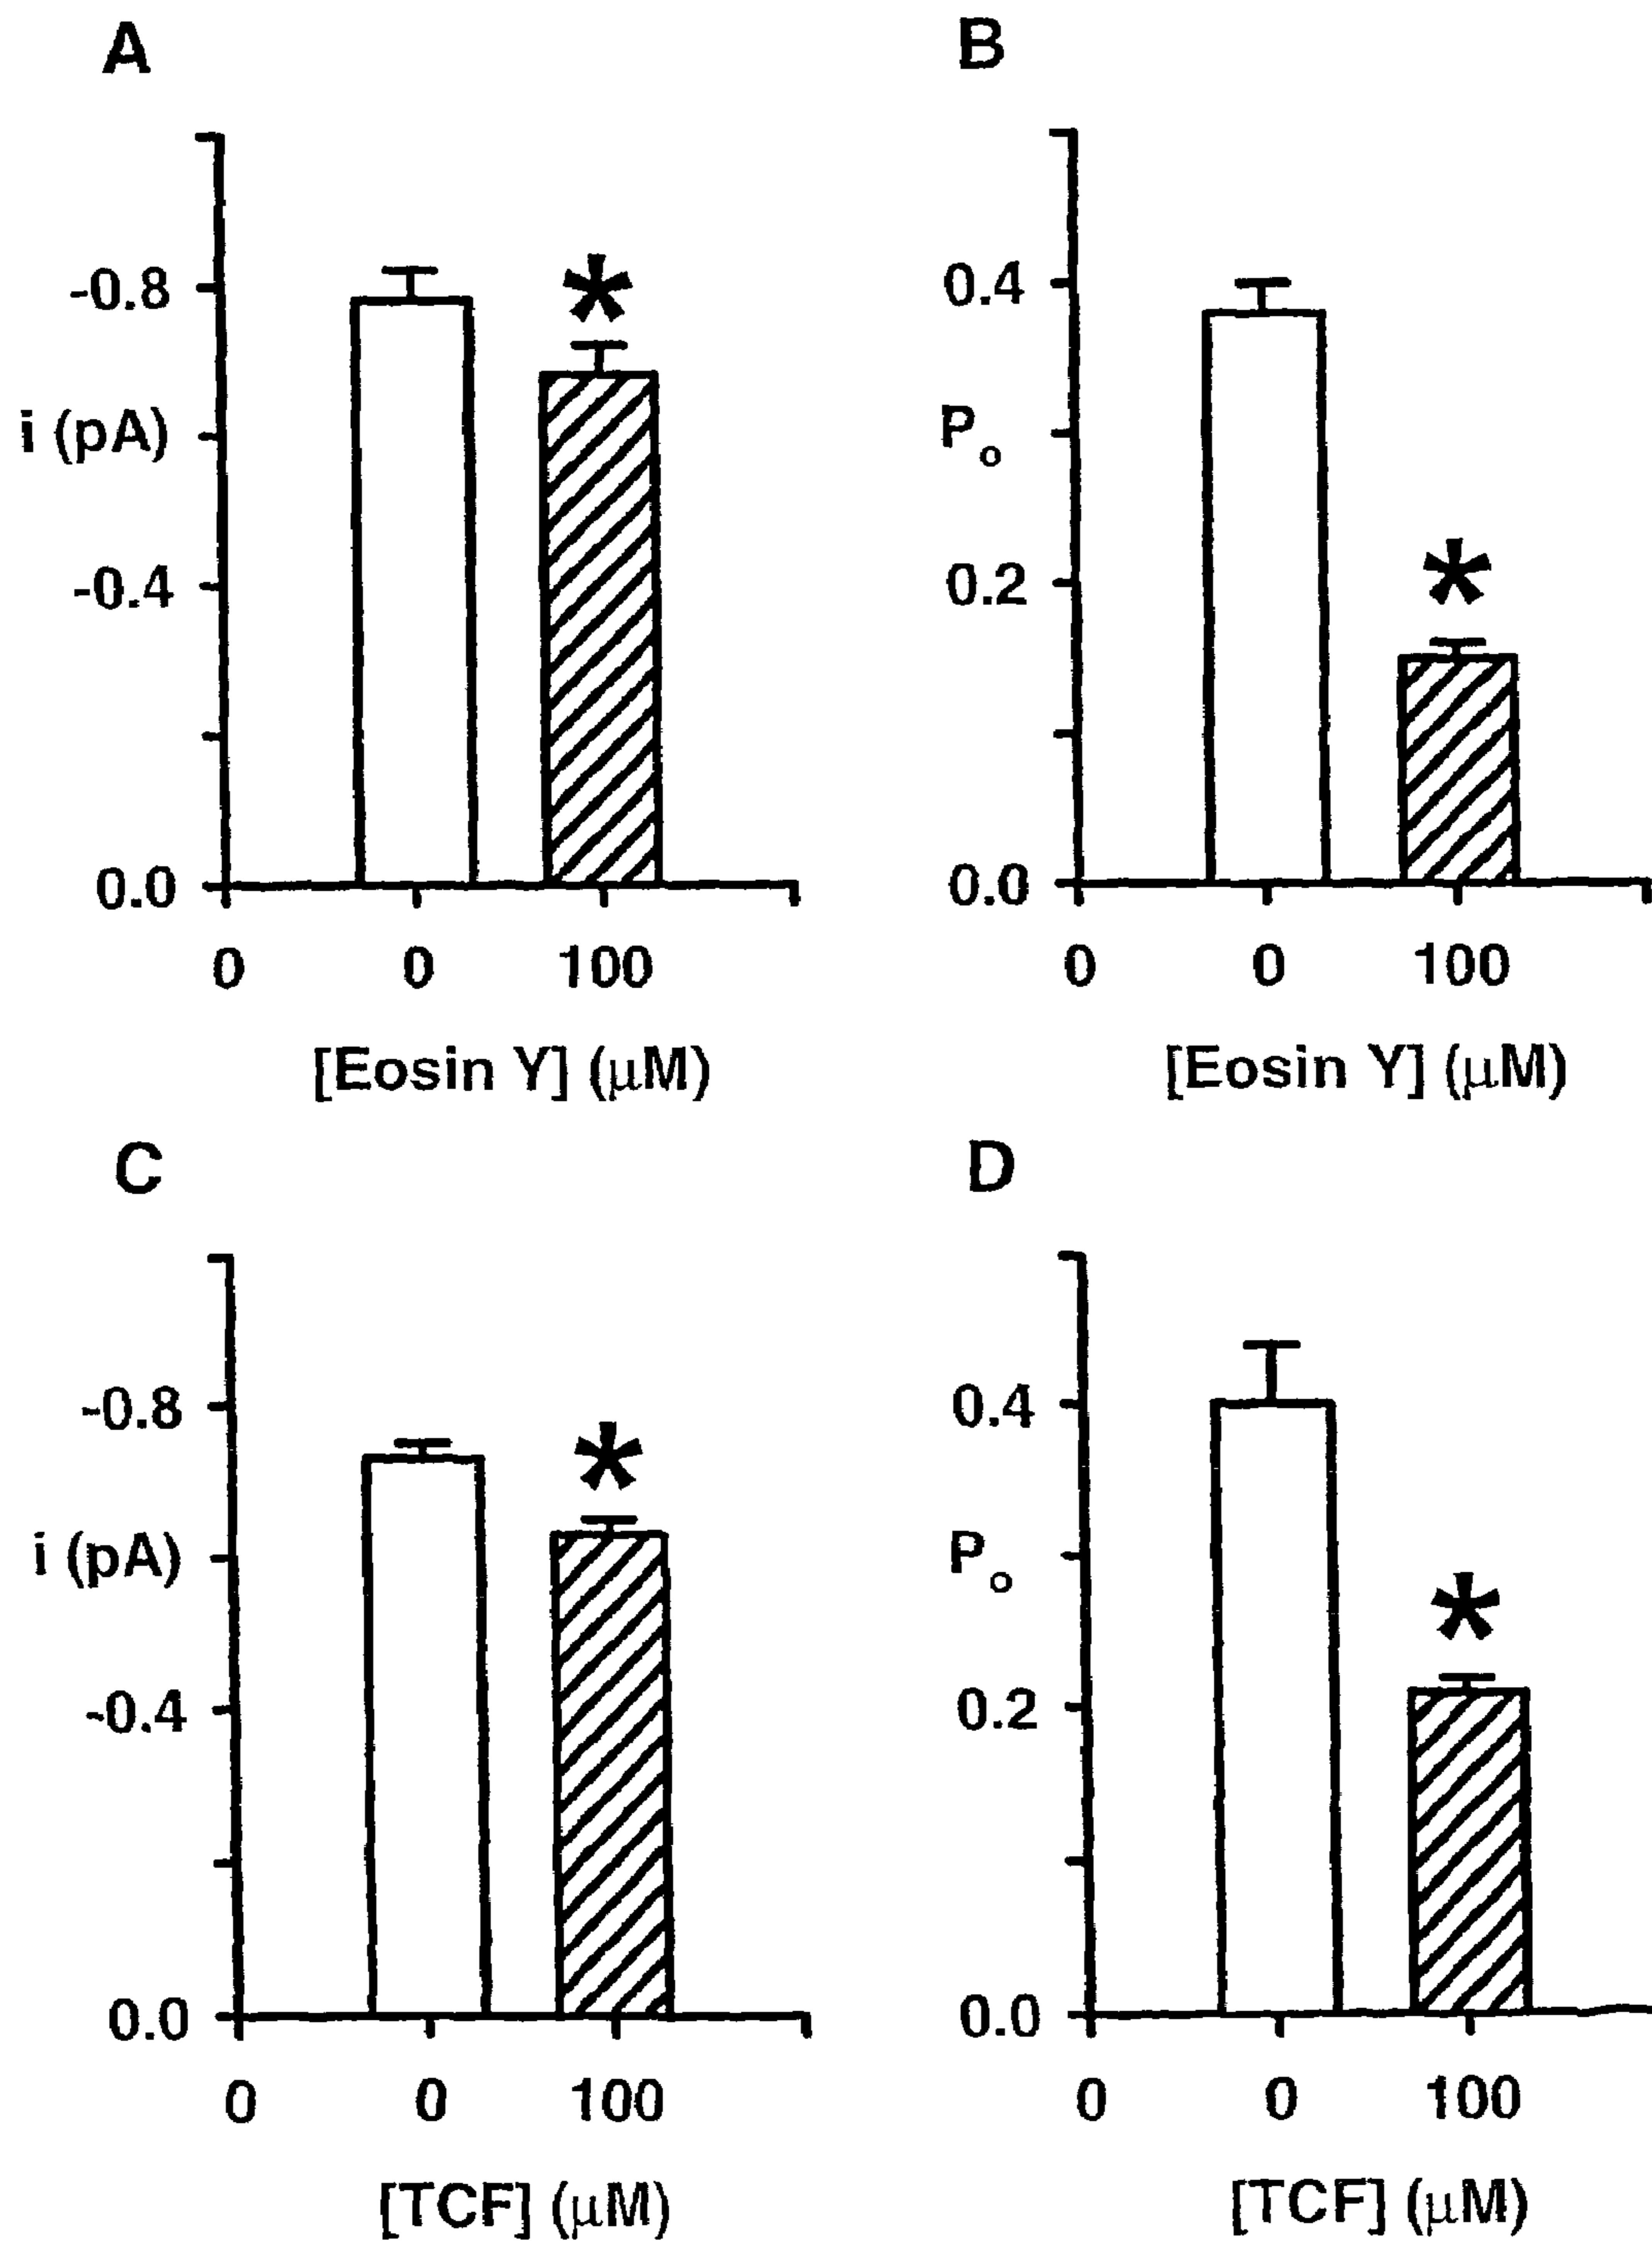 A
-0.8
i (pA)
-0.4
0.0
0 0 100
[Eosin Y] (μM)
B
0.4
Po
0.2
0.0
0 0 100
[Eosin Y] (μM)
C
-0.8
i (pA)
-0.4
0.0
0 0 100
[TCF] (μM)
D
0.4
Po
0.2
0.0
0 0 100
[TCF] (μM)